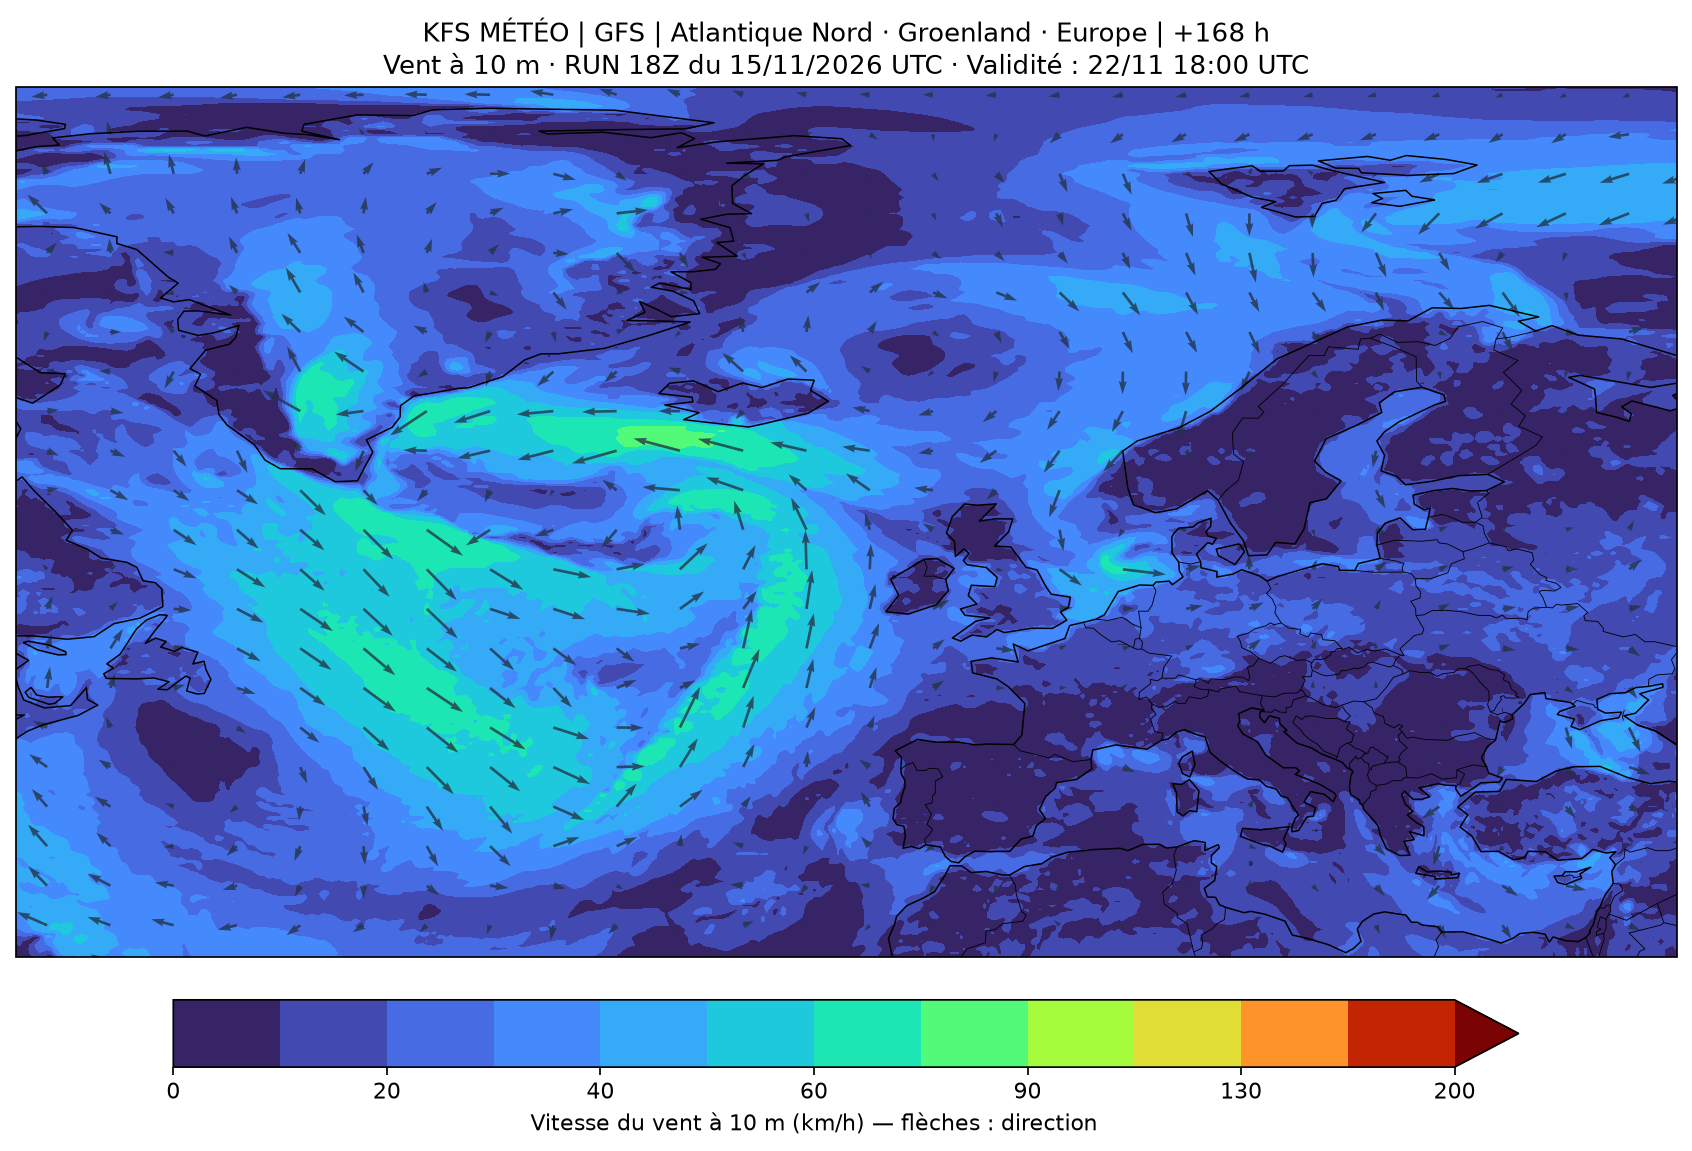 KFS MÉTÉO | GFS | Atlantique Nord · Groenland · Europe | +168 h
Vent à 10 m · RUN 18Z du 15/11/2026 UTC · Validité : 22/11 18:00 UTC
0 20 40 60 90 130 200
Vitesse du vent à 10 m (km/h) — flèches : direction